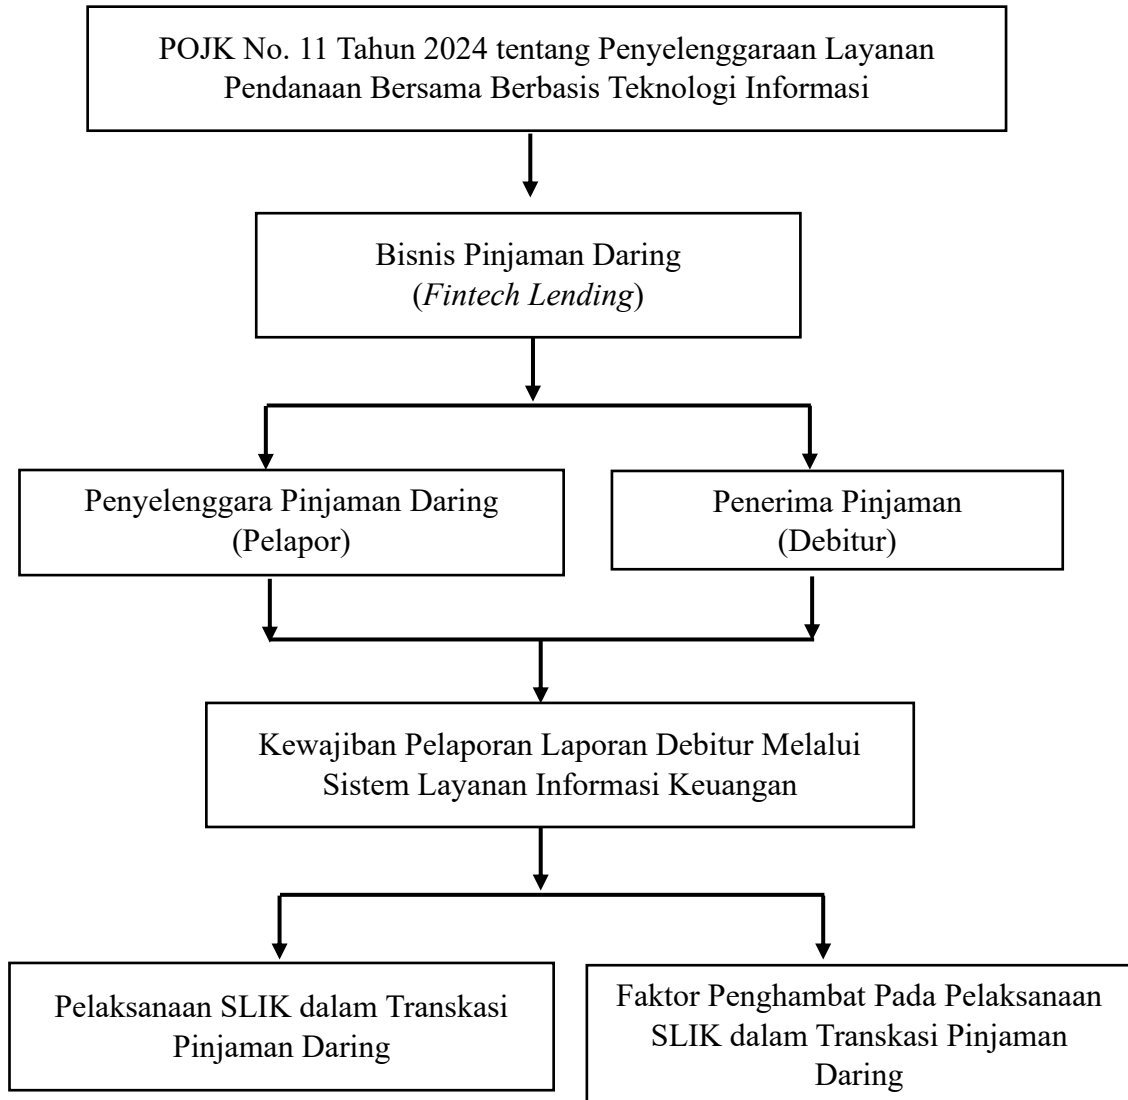 POJK No. 11 Tahun 2024 tentang Penyelenggaraan Layanan
Pendanaan Bersama Berbasis Teknologi Informasi
Bisnis Pinjaman Daring
(Fintech Lending)
Penyelenggara Pinjaman Daring
(Pelapor)
Penerima Pinjaman
(Debitur)
Kewajiban Pelaporan Laporan Debitur Melalui
Sistem Layanan Informasi Keuangan
Pelaksanaan SLIK dalam Transkasi
Pinjaman Daring
Faktor Penghambat Pada Pelaksanaan
SLIK dalam Transkasi Pinjaman
Daring